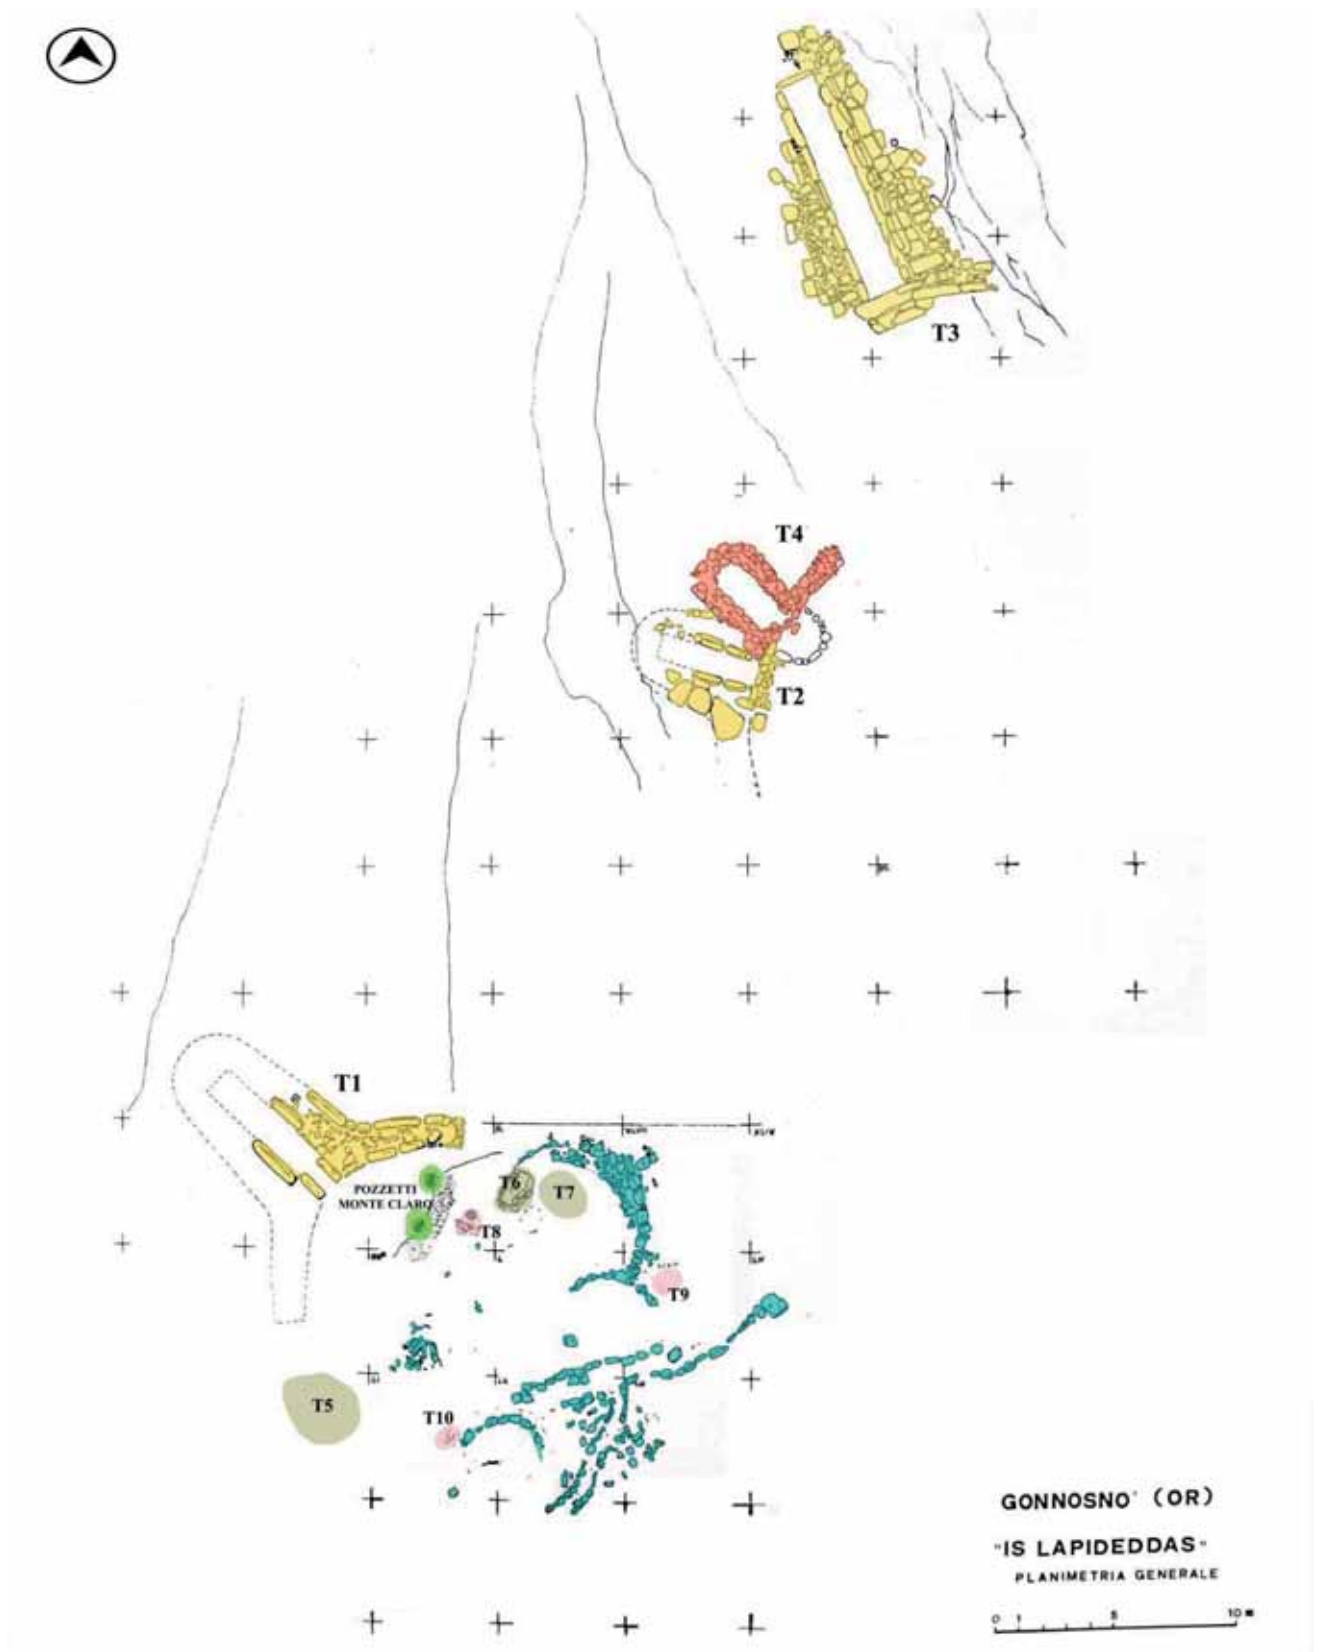 T3
T4
T2
T1
POZZETTI
MONTE CLARO
T6
T7
T8
T9
T5
T10
GONNOSNO' (OR)
"IS LAPIDEDDAS"
PLANIMETRIA GENERALE
0 1 5 10 m